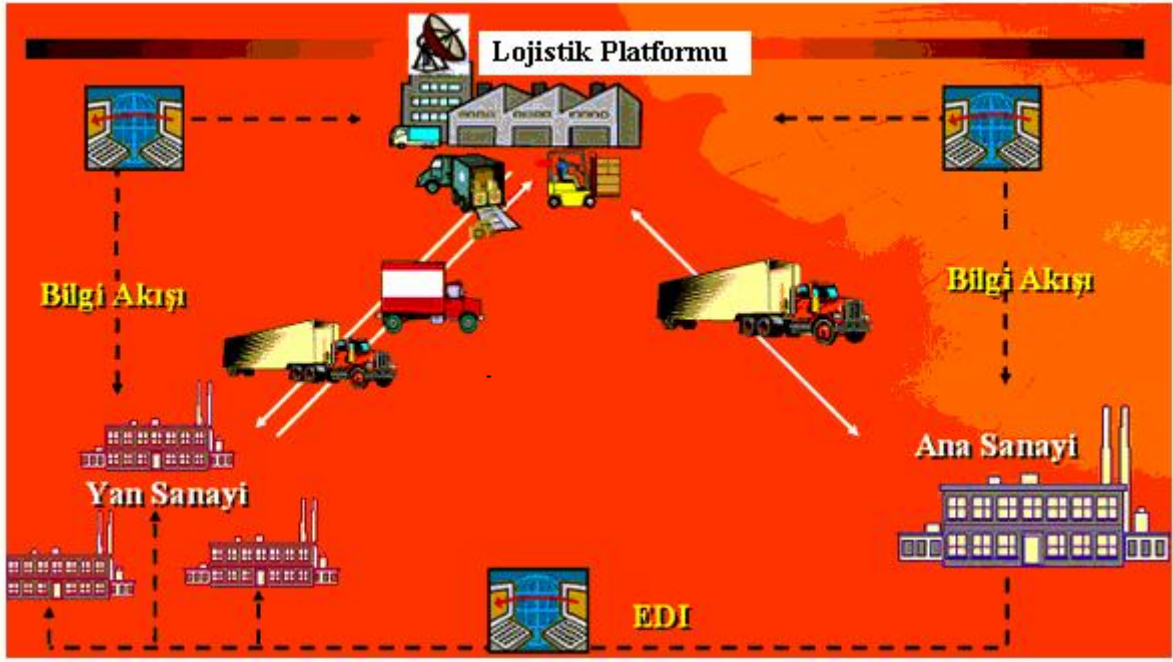 Lojistik Platformu
Bilgi Akışı
Bilgi Akışı
Ana Sanayi
Yan Sanayi
EDI